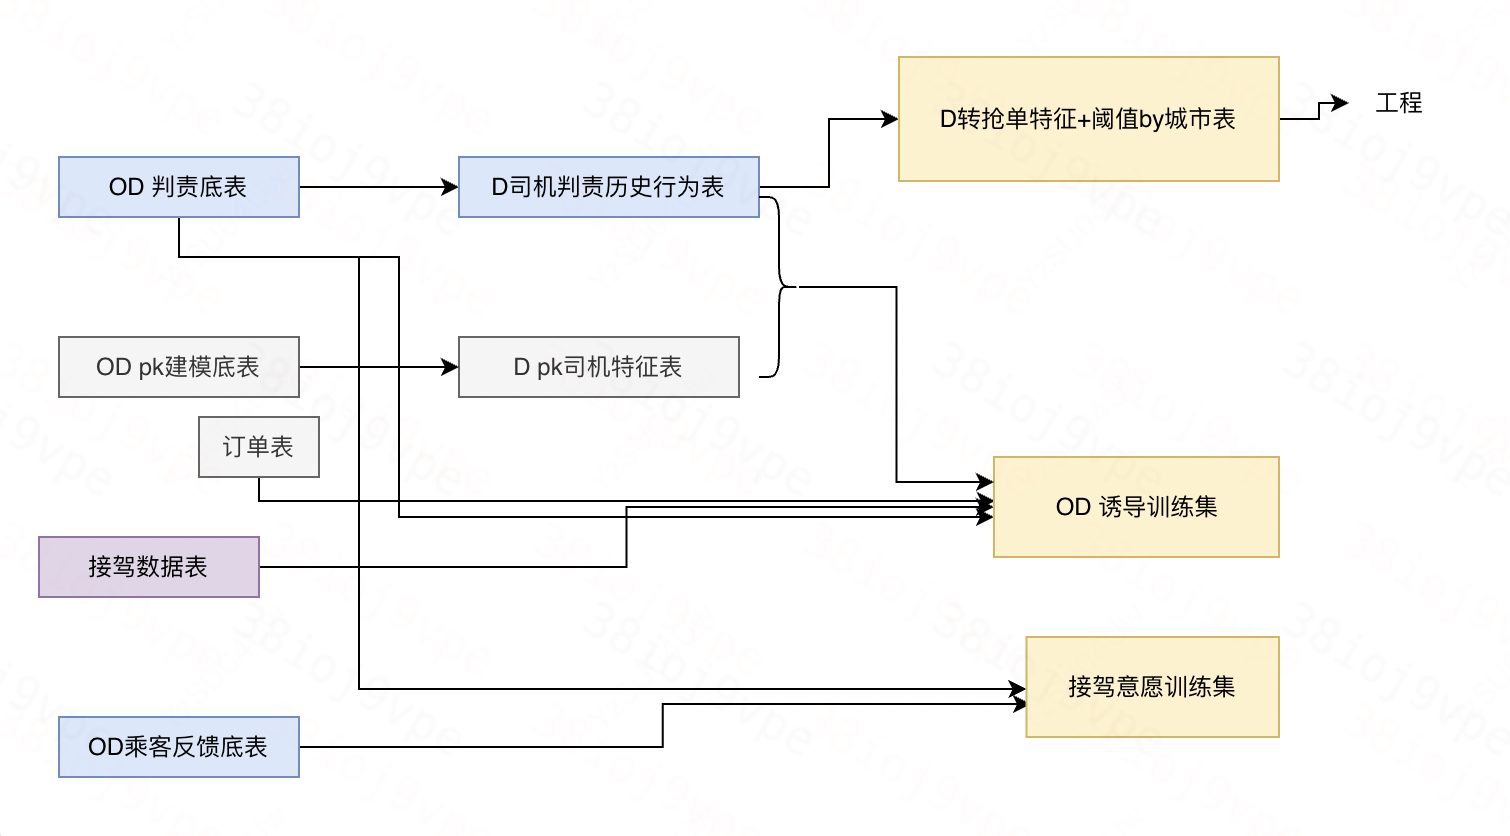 D转抢单特征+阈值by城市表
工程
OD 判责底表
D司机判责历史行为表
OD pk建模底表
D pk司机特征表
订单表
OD 诱导训练集
接驾数据表
接驾意愿训练集
OD乘客反馈底表
38ioj9vpe